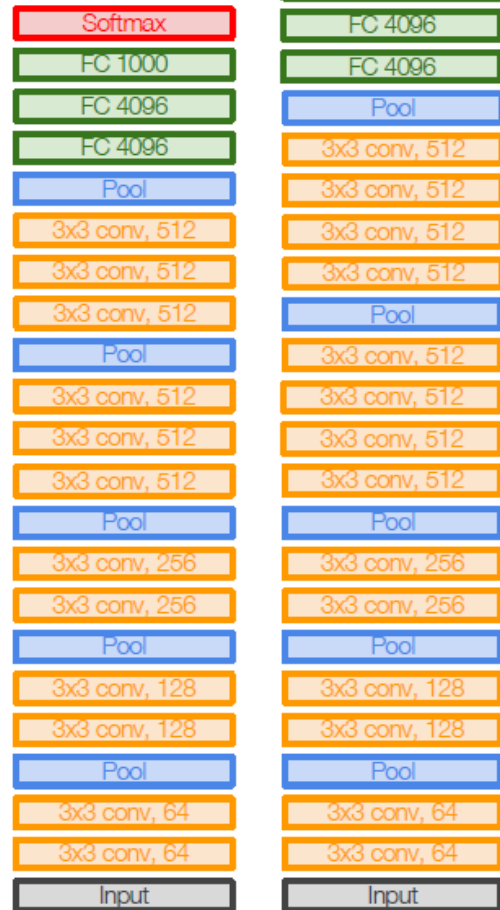 Softmax
FC 1000
FC 4096
FC 4096
Pool
3x3 conv, 512
3x3 conv, 512
3x3 conv, 512
Pool
3x3 conv, 512
3x3 conv, 512
3x3 conv, 512
Pool
3x3 conv, 256
3x3 conv, 256
Pool
3x3 conv, 128
3x3 conv, 128
Pool
3x3 conv, 64
3x3 conv, 64
Input
FC 4096
FC 4096
Pool
3x3 conv, 512
3x3 conv, 512
3x3 conv, 512
3x3 conv, 512
Pool
3x3 conv, 512
3x3 conv, 512
3x3 conv, 512
3x3 conv, 512
Pool
3x3 conv, 256
3x3 conv, 256
Pool
3x3 conv, 128
3x3 conv, 128
Pool
3x3 conv, 64
3x3 conv, 64
Input